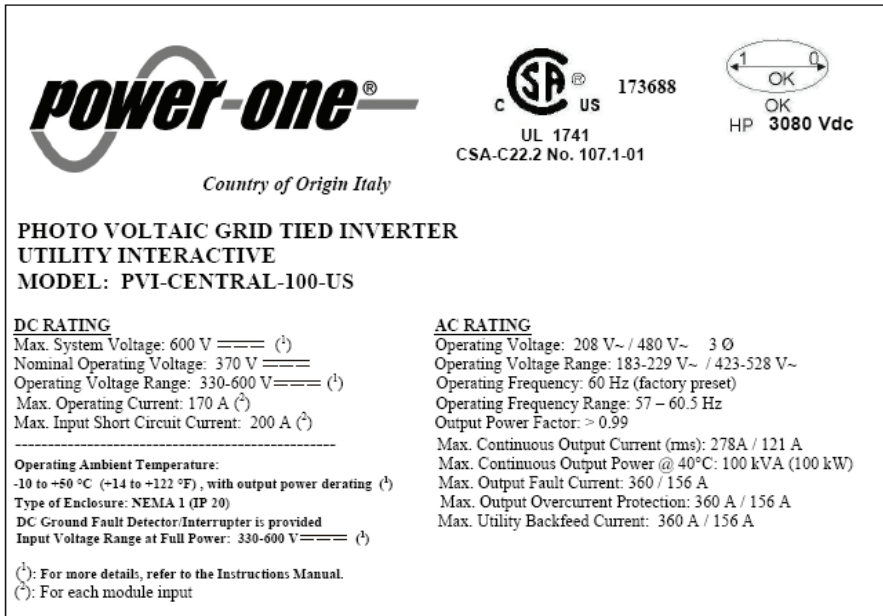 power-one®
Country of Origin Italy
C SA ® US 173688
UL 1741
CSA-C22.2 No. 107.1-01
1 0
OK
OK
HP 3080 Vdc
PHOTO VOLTAIC GRID TIED INVERTER
UTILITY INTERACTIVE
MODEL: PVI-CENTRAL-100-US
DC RATING
Max. System Voltage: 600 V ⎓ (¹)
Nominal Operating Voltage: 370 V ⎓
Operating Voltage Range: 330-600 V ⎓ (¹)
Max. Operating Current: 170 A (²)
Max. Input Short Circuit Current: 200 A (²)
------------------------------------------------
Operating Ambient Temperature:
-10 to +50 °C (+14 to +122 °F) , with output power derating (¹)
Type of Enclosure: NEMA 1 (IP 20)
DC Ground Fault Detector/Interrupter is provided
Input Voltage Range at Full Power: 330-600 V ⎓ (¹)
(¹): For more details, refer to the Instructions Manual.
(²): For each module input
AC RATING
Operating Voltage: 208 V~ / 480 V~ 3 Ø
Operating Voltage Range: 183-229 V~ / 423-528 V~
Operating Frequency: 60 Hz (factory preset)
Operating Frequency Range: 57 – 60.5 Hz
Output Power Factor: > 0.99
Max. Continuous Output Current (rms): 278A / 121 A
Max. Continuous Output Power @ 40°C: 100 kVA (100 kW)
Max. Output Fault Current: 360 / 156 A
Max. Output Overcurrent Protection: 360 A / 156 A
Max. Utility Backfeed Current: 360 A / 156 A